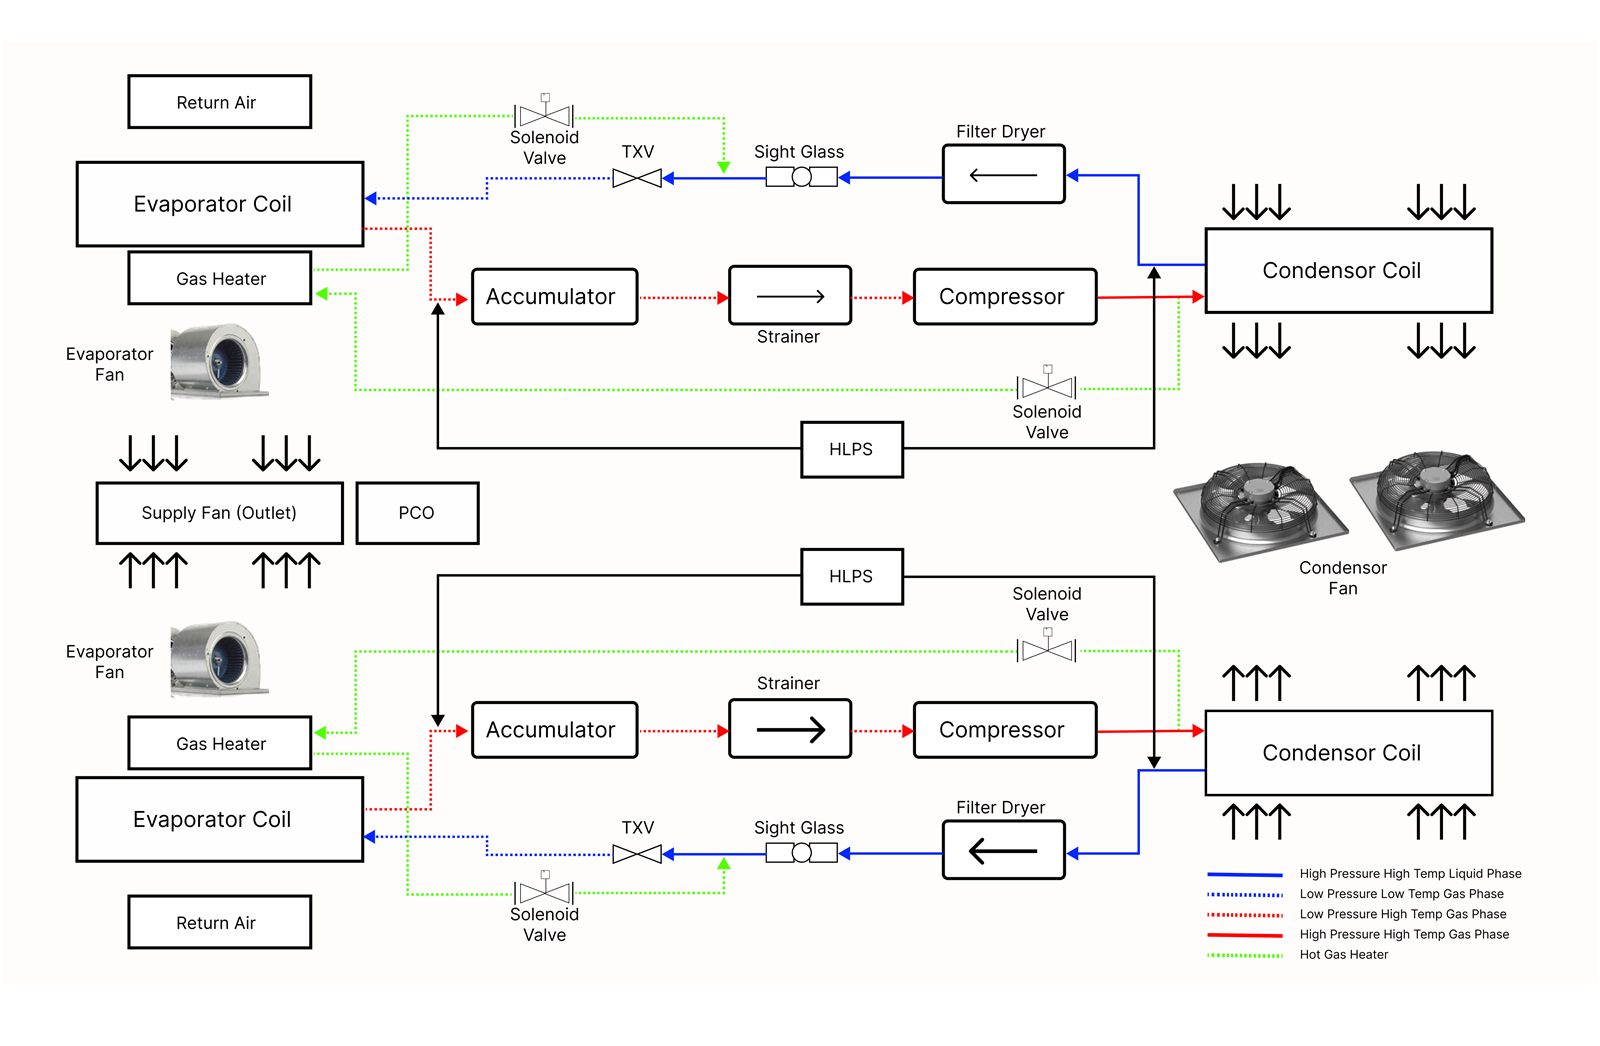 Return Air
Solenoid
Valve
TXV
Sight Glass
Filter Dryer
Evaporator Coil
Gas Heater
Accumulator
Strainer
Compressor
Condensor Coil
Evaporator
Fan
Solenoid
Valve
HLPS
Supply Fan (Outlet)
PCO
Condensor
Fan
HLPS
Solenoid
Valve
Evaporator
Fan
Strainer
Gas Heater
Accumulator
Compressor
Condensor Coil
Evaporator Coil
TXV
Sight Glass
Filter Dryer
Solenoid
Valve
Return Air
High Pressure High Temp Liquid Phase
Low Pressure Low Temp Gas Phase
Low Pressure High Temp Gas Phase
High Pressure High Temp Gas Phase
Hot Gas Heater